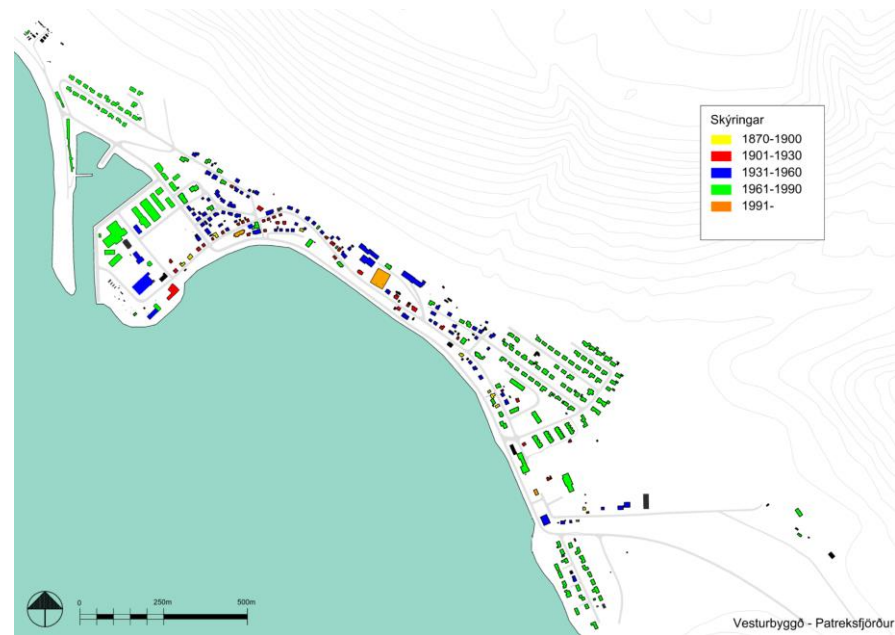 Skýringar
1870-1900
1901-1930
1931-1960
1961-1990
1991-
0 250m 500m
Vesturbyggð - Patreksfjörður